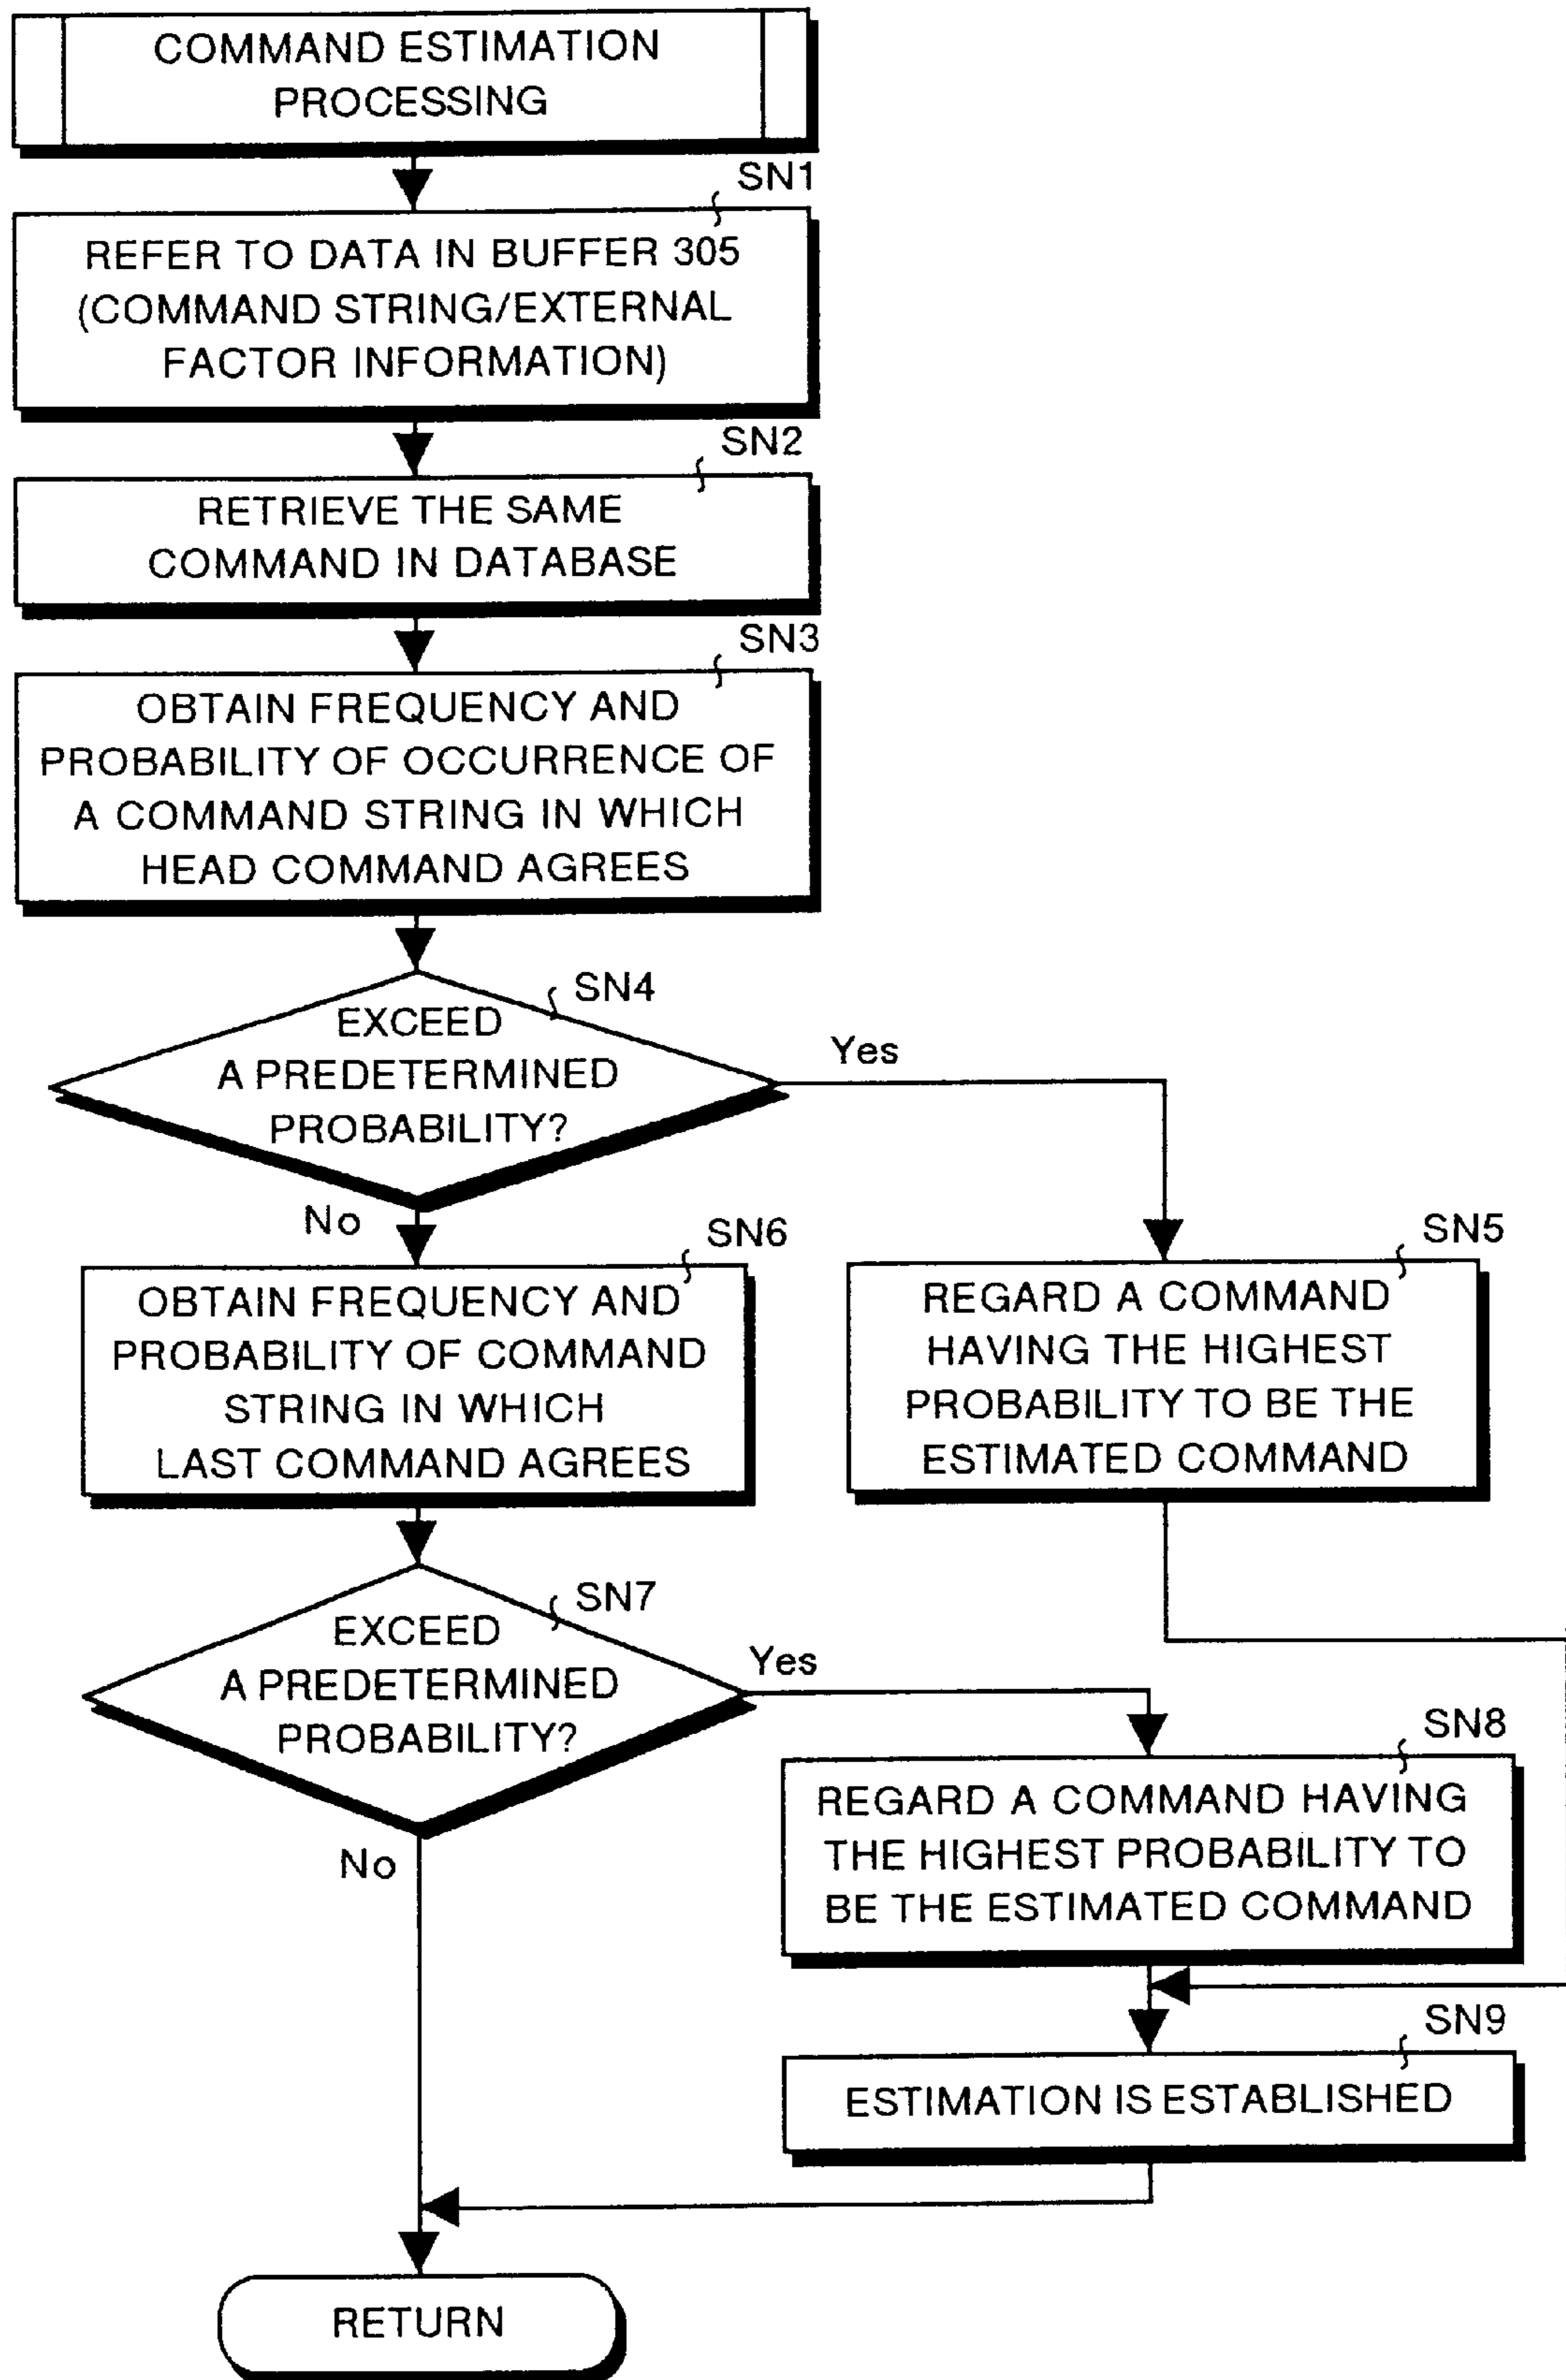 COMMAND ESTIMATION
PROCESSING
SN1
REFER TO DATA IN BUFFER 305
(COMMAND STRING/EXTERNAL
FACTOR INFORMATION)
SN2
RETRIEVE THE SAME
COMMAND IN DATABASE
SN3
OBTAIN FREQUENCY AND
PROBABILITY OF OCCURRENCE OF
A COMMAND STRING IN WHICH
HEAD COMMAND AGREES
SN4
EXCEED
A PREDETERMINED
PROBABILITY?
Yes
No
SN5
REGARD A COMMAND
HAVING THE HIGHEST
PROBABILITY TO BE THE
ESTIMATED COMMAND
SN6
OBTAIN FREQUENCY AND
PROBABILITY OF COMMAND
STRING IN WHICH
LAST COMMAND AGREES
SN7
EXCEED
A PREDETERMINED
PROBABILITY?
Yes
No
SN8
REGARD A COMMAND HAVING
THE HIGHEST PROBABILITY TO
BE THE ESTIMATED COMMAND
SN9
ESTIMATION IS ESTABLISHED
RETURN